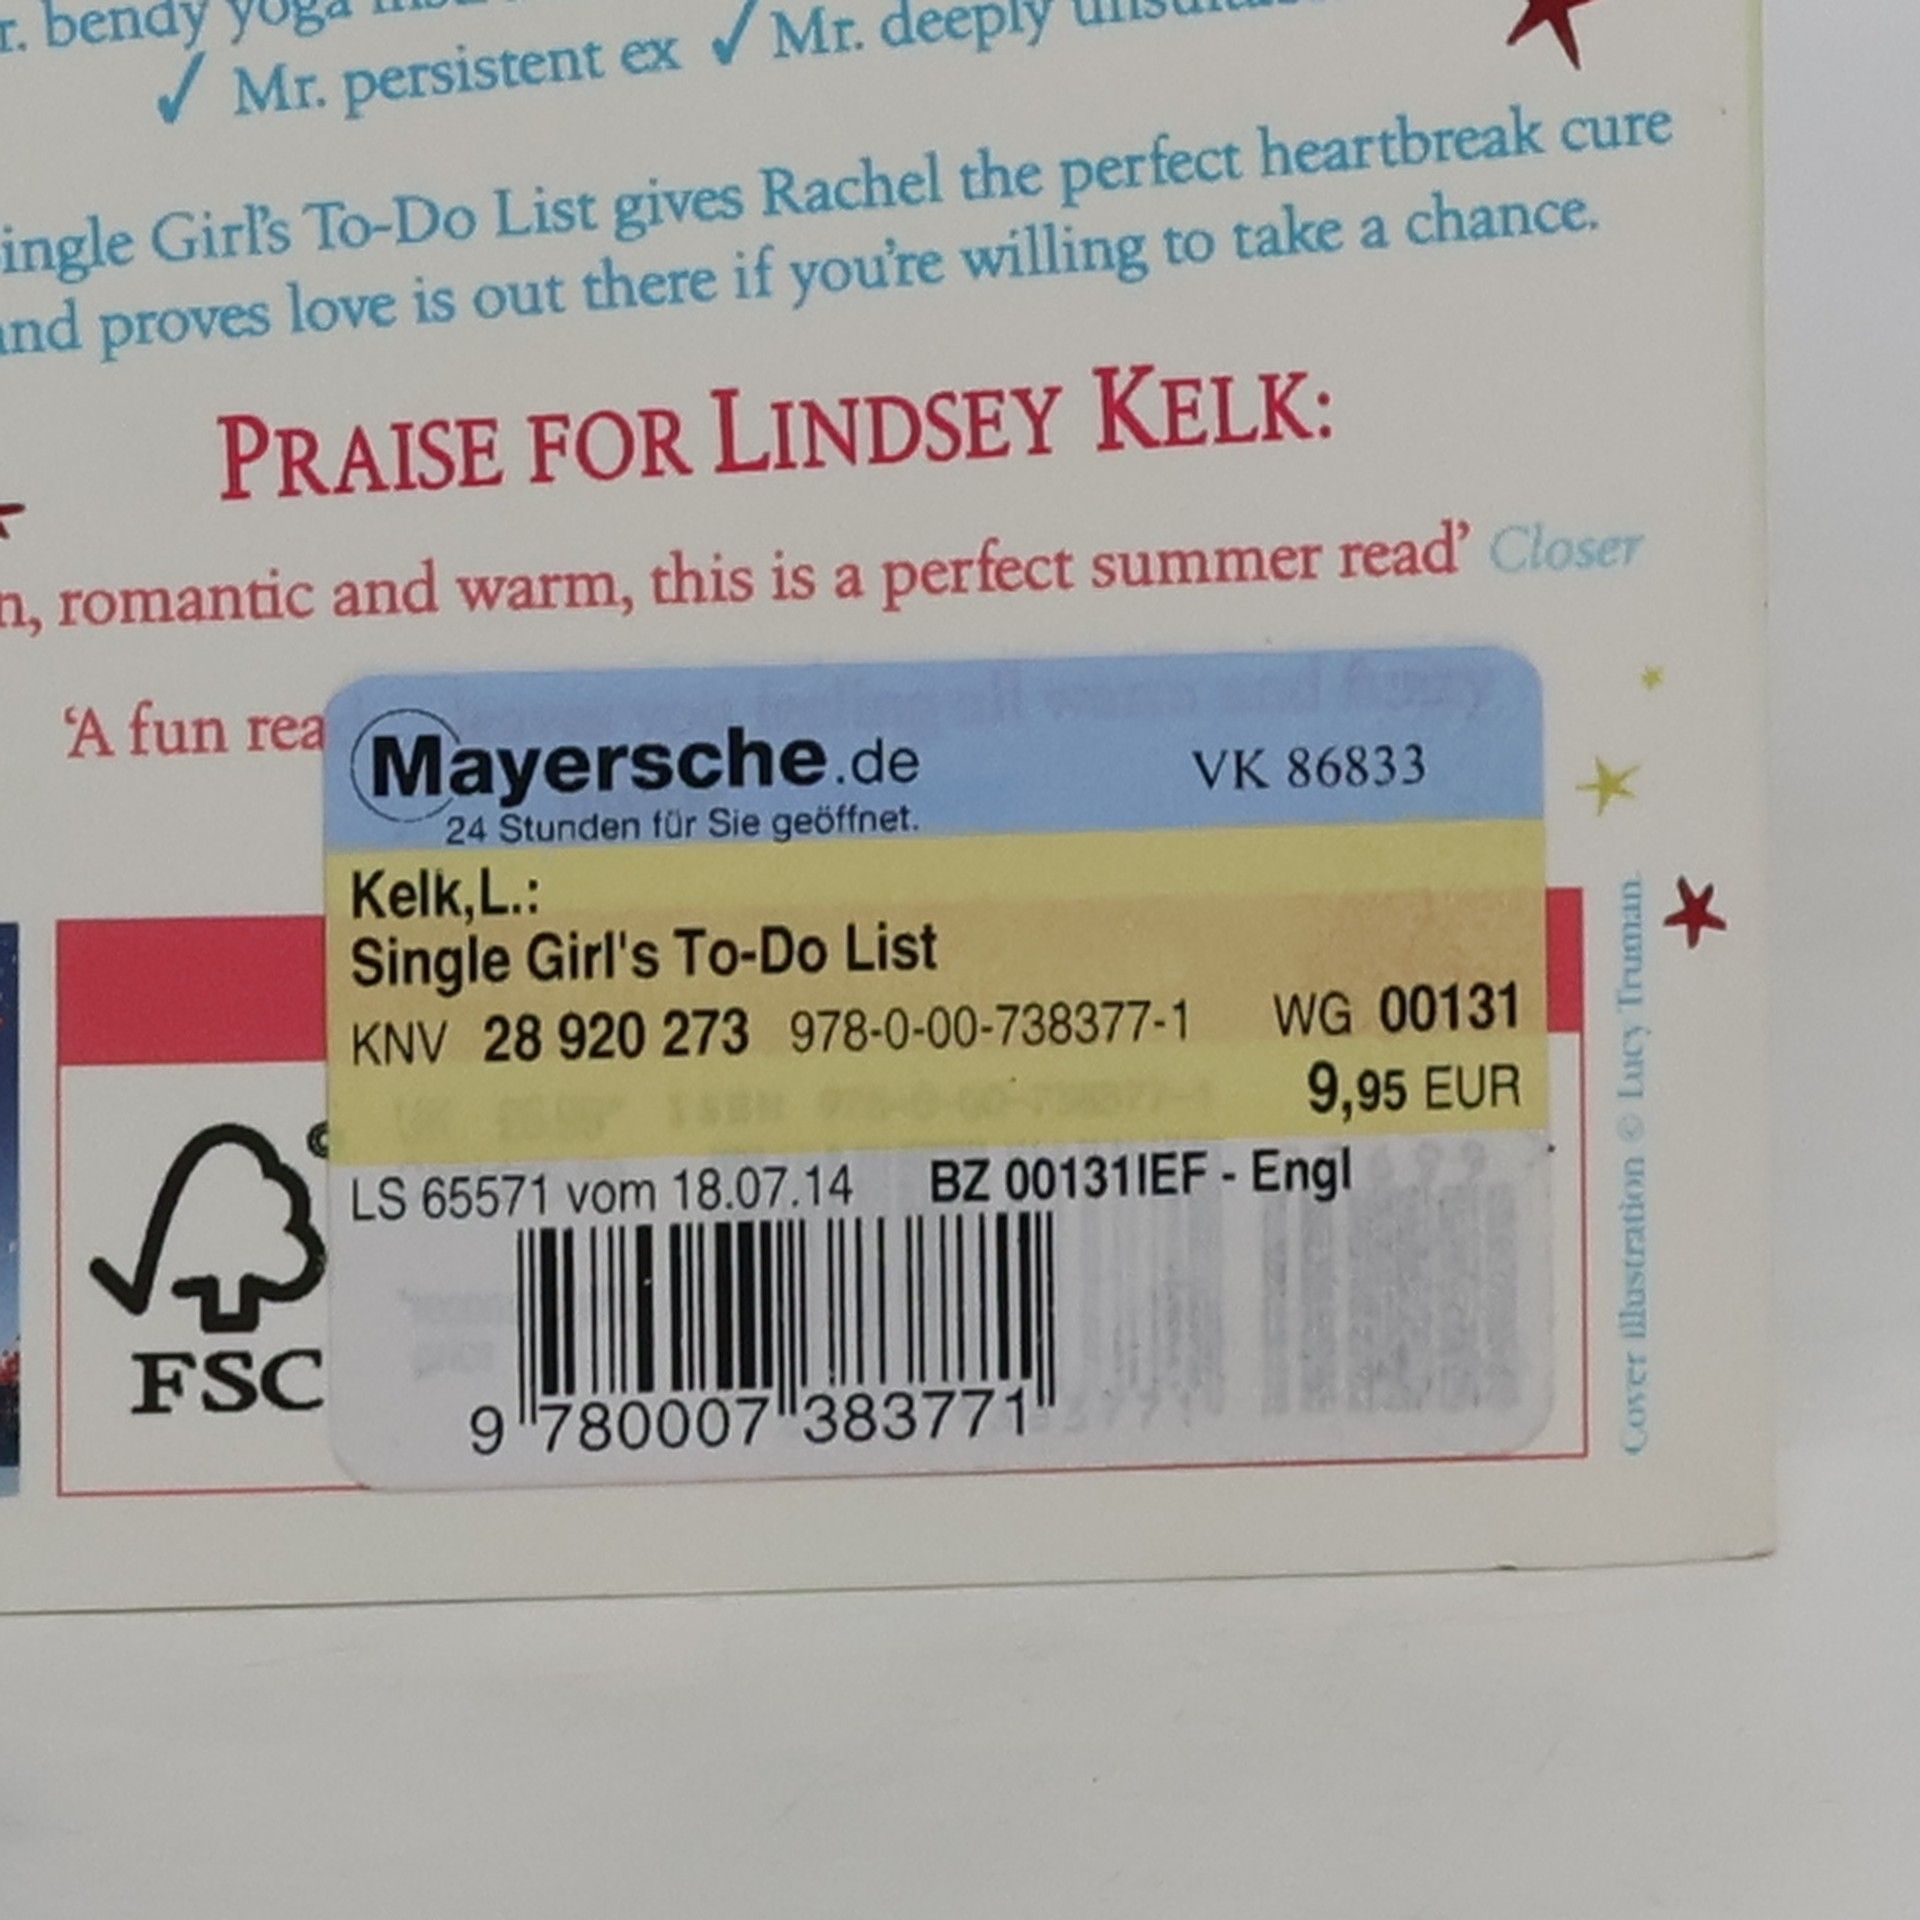 r. bendy yoga
✓ Mr. persistent ex ✓ Mr. deeply
ingle Girl's To-Do List gives Rachel the perfect heartbreak cure
and proves love is out there if you're willing to take a chance.
PRAISE FOR LINDSEY KELK:
n, romantic and warm, this is a perfect summer read' Closer
'A fun rea
Mayersche.de VK 86833
24 Stunden für Sie geöffnet.
Kelk,L.:
Single Girl's To-Do List
KNV 28 920 273 978-0-00-738377-1 WG 00131
9,95 EUR
LS 65571 vom 18.07.14 BZ 00131IEF - Engl
9 780007 383771
FSC
Cover illustration © Lucy Truman